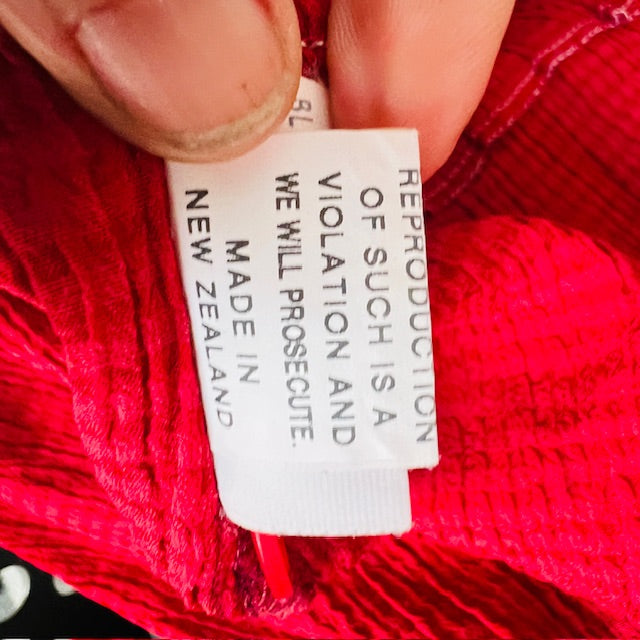 REPRODUCTION
OF SUCH IS A
VIOLATION AND
WE WILL PROSECUTE.
MADE IN
NEW ZEALAND